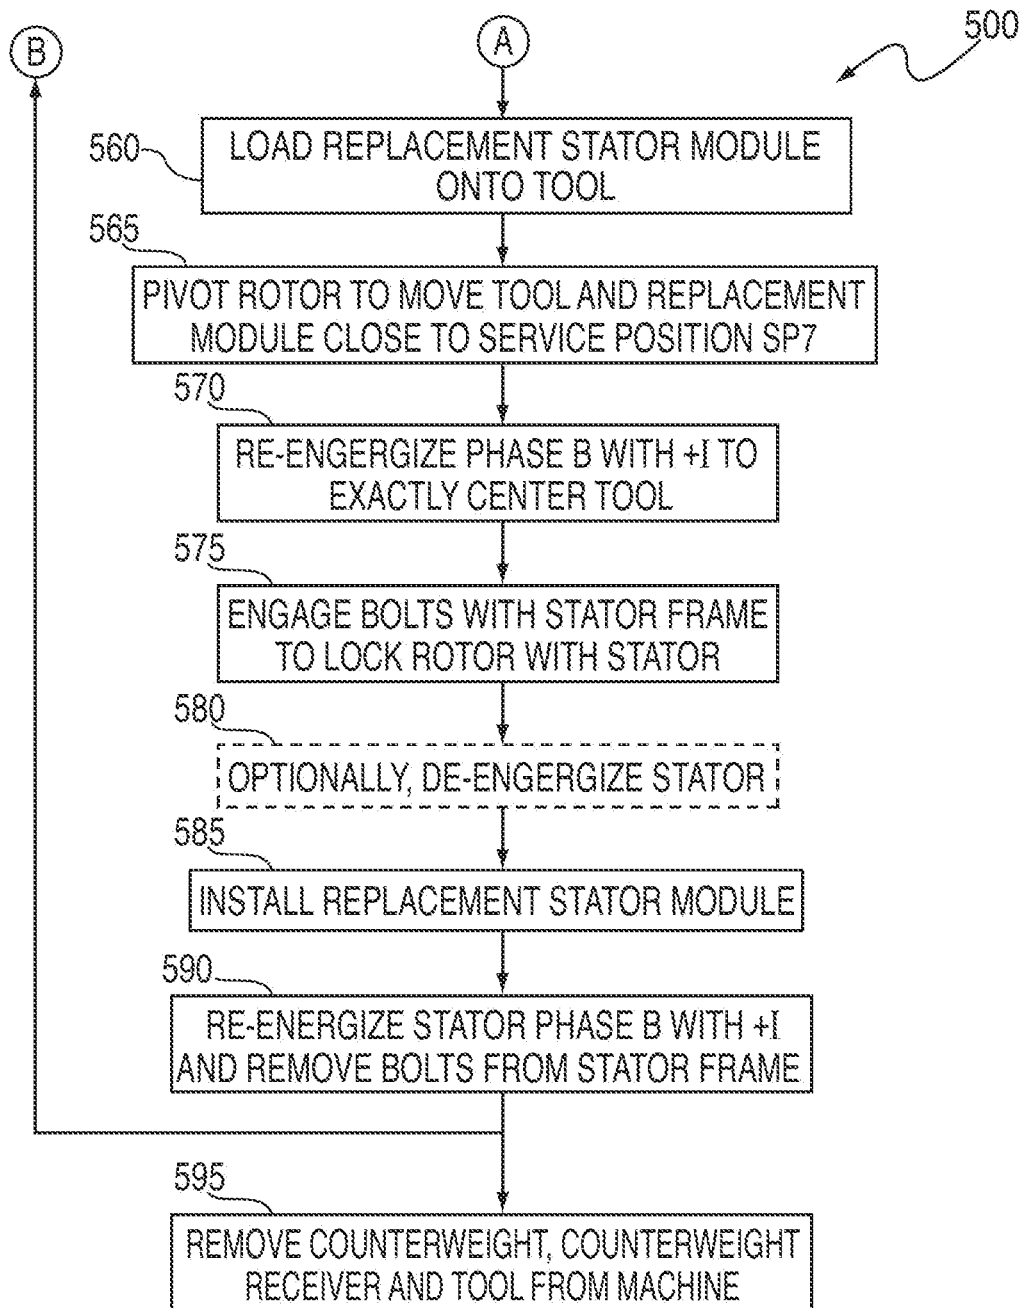 B
A
500
560
LOAD REPLACEMENT STATOR MODULE
ONTO TOOL
565
PIVOT ROTOR TO MOVE TOOL AND REPLACEMENT
MODULE CLOSE TO SERVICE POSITION SP7
570
RE-ENGERGIZE PHASE B WITH +I TO
EXACTLY CENTER TOOL
575
ENGAGE BOLTS WITH STATOR FRAME
TO LOCK ROTOR WITH STATOR
580
OPTIONALLY, DE-ENGERGIZE STATOR
585
INSTALL REPLACEMENT STATOR MODULE
590
RE-ENERGIZE STATOR PHASE B WITH +I
AND REMOVE BOLTS FROM STATOR FRAME
595
REMOVE COUNTERWEIGHT, COUNTERWEIGHT
RECEIVER AND TOOL FROM MACHINE